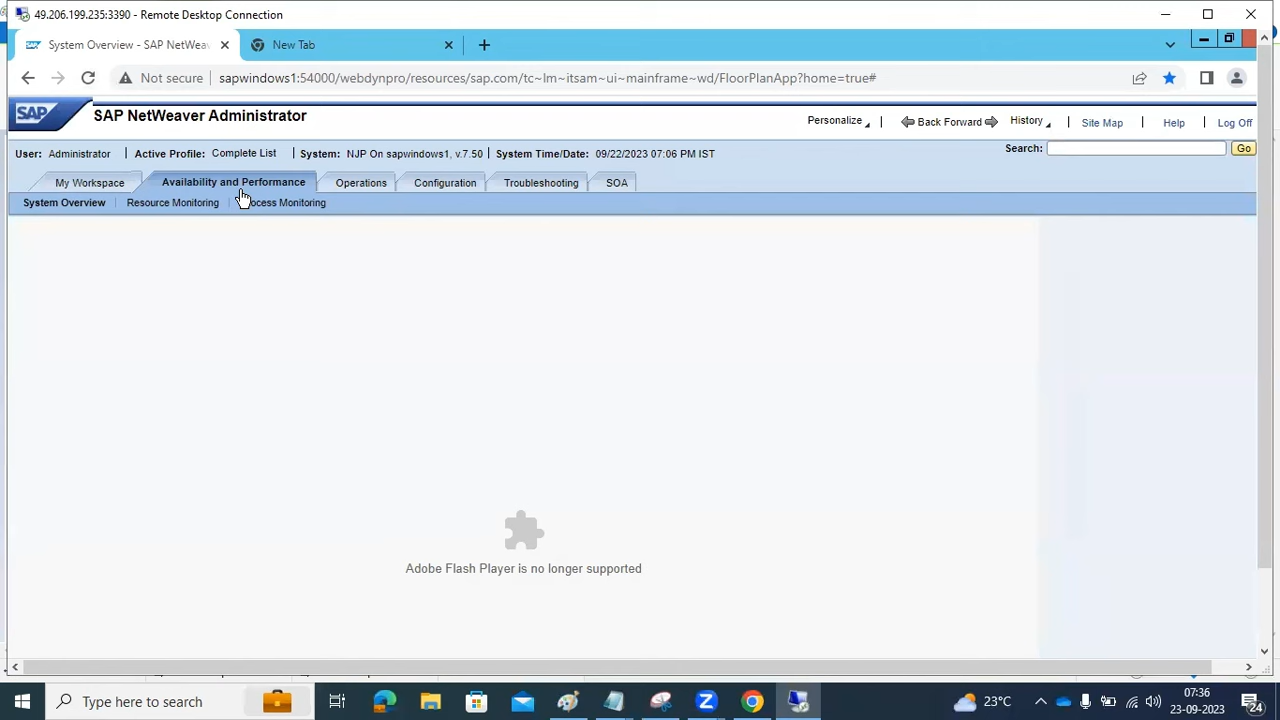 49.206.199.235:3390 - Remote Desktop Connection
System Overview - SAP NetWeav
New Tab
Not secure
sapwindows1:54000/webdynpro/resources/sap.com/tc~lm~itsam~ui~mainframe~wd/FloorPlanApp?home=true#
SAP
SAP NetWeaver Administrator
Personalize
Back Forward
History
Site Map
Help
Log Off
User: Administrator
Active Profile: Complete List
System: NJP On sapwindows1, v.7.50
System Time/Date: 09/22/2023 07:06 PM IST
Search:
Go
My Workspace
Availability and Performance
Operations
Configuration
Troubleshooting
SOA
System Overview
Resource Monitoring
ocess Monitoring
Adobe Flash Player is no longer supported
Type here to search
23°C
07:36
23-09-2023
24